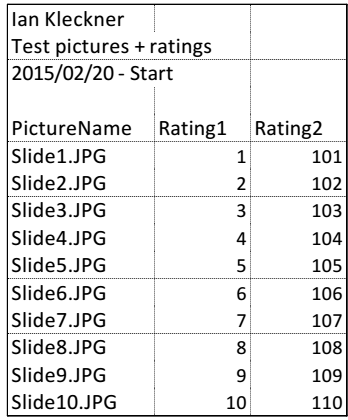 Ian Kleckner
Test pictures + ratings
2015/02/20 - Start
PictureName Rating1 Rating2
Slide1.JPG 1 101
Slide2.JPG 2 102
Slide3.JPG 3 103
Slide4.JPG 4 104
Slide5.JPG 5 105
Slide6.JPG 6 106
Slide7.JPG 7 107
Slide8.JPG 8 108
Slide9.JPG 9 109
Slide10.JPG 10 110